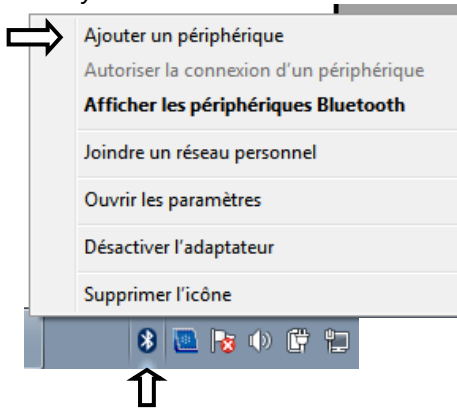 Ajouter un périphérique
Autoriser la connexion d'un périphérique
Afficher les périphériques Bluetooth
Joindre un réseau personnel
Ouvrir les paramètres
Désactiver l'adaptateur
Supprimer l'icône